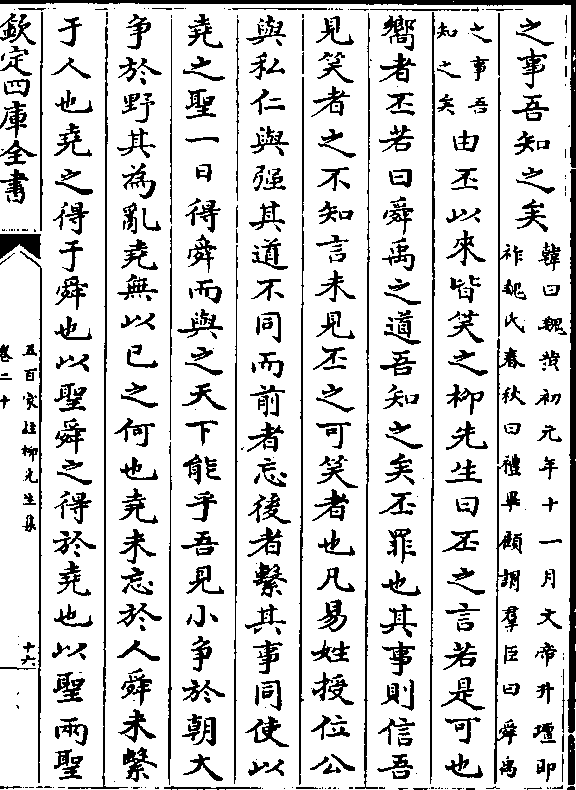 之事吾知之矣韓曰魏黃初元年十一月文帝升壇即
祚魏氏春秋曰禮畢顧謂羣臣曰舜禹
之事吾
知之矣由丕以來皆笑之柳先生曰丕之言若是可也
嚮者丕若曰舜禹之道吾知之矣丕罪也其事則信吾
見笑者之不知言未見丕之可笑者也凡易姓授位公
與私仁與强其道不同而前者忘後者繫其事同使以
堯之聖一日得舜而與之天下能乎吾見小争於朝大
争於野其為亂堯無以已之何也堯未忘於人舜未繫
于人也堯之得于舜也以聖舜之得於堯也以聖兩聖
欽定四庫全書
五百家註柳先生集
卷二十
十六